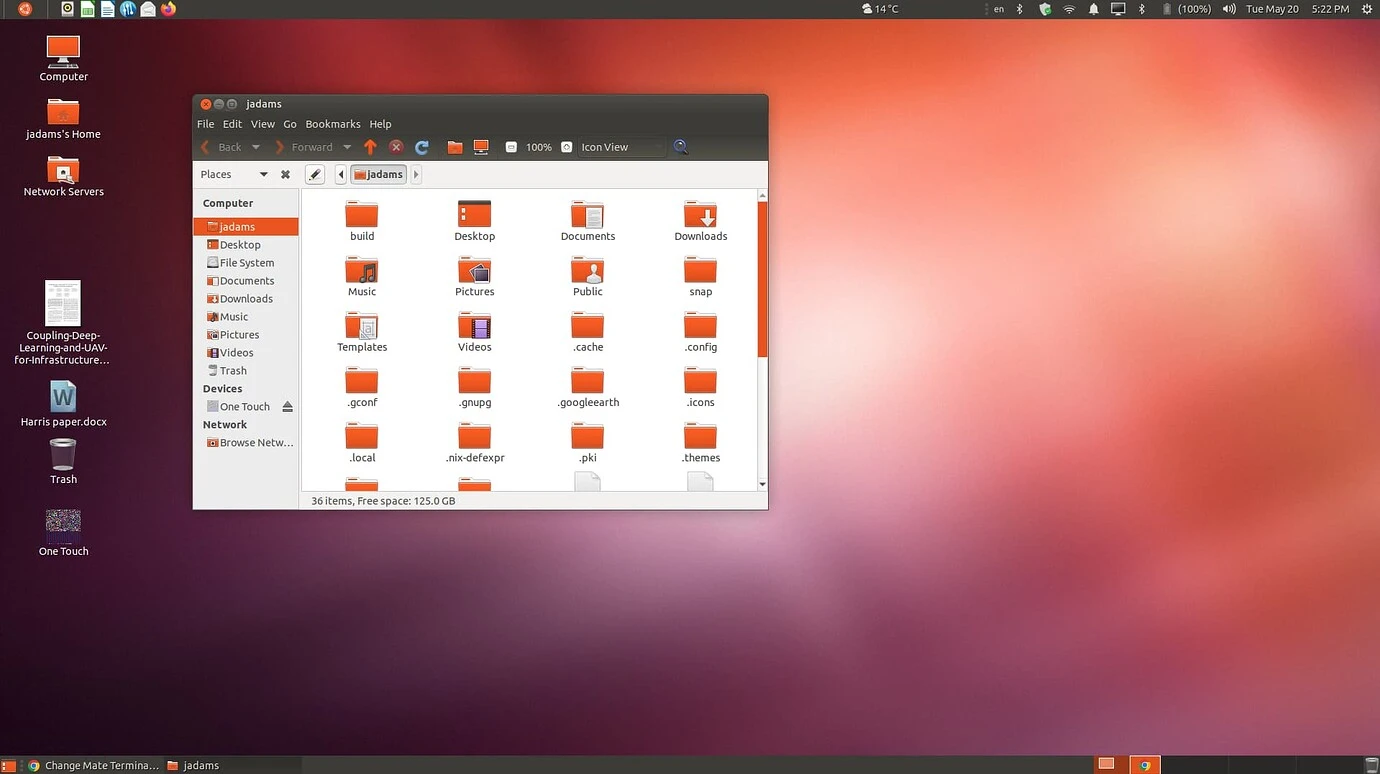 14 °C
en
(100%)
Tue May 20
5:22 PM
Computer
jadams's Home
Network Servers
Coupling-Deep-
Learning-and-UAV-
for-Infrastructure...
Harris paper.docx
Trash
One Touch
jadams
File Edit View Go Bookmarks Help
Back Forward 100% Icon View
Places
jadams
Computer
jadams
Desktop
File System
Documents
Downloads
Music
Pictures
Videos
Trash
Devices
One Touch
Network
Browse Netw...
build Desktop Documents Downloads
Music Pictures Public snap
Templates Videos .cache .config
.gconf .gnupg .googleearth .icons
.local .nix-defexpr .pki .themes
36 items, Free space: 125.0 GB
Change Mate Termina...
jadams